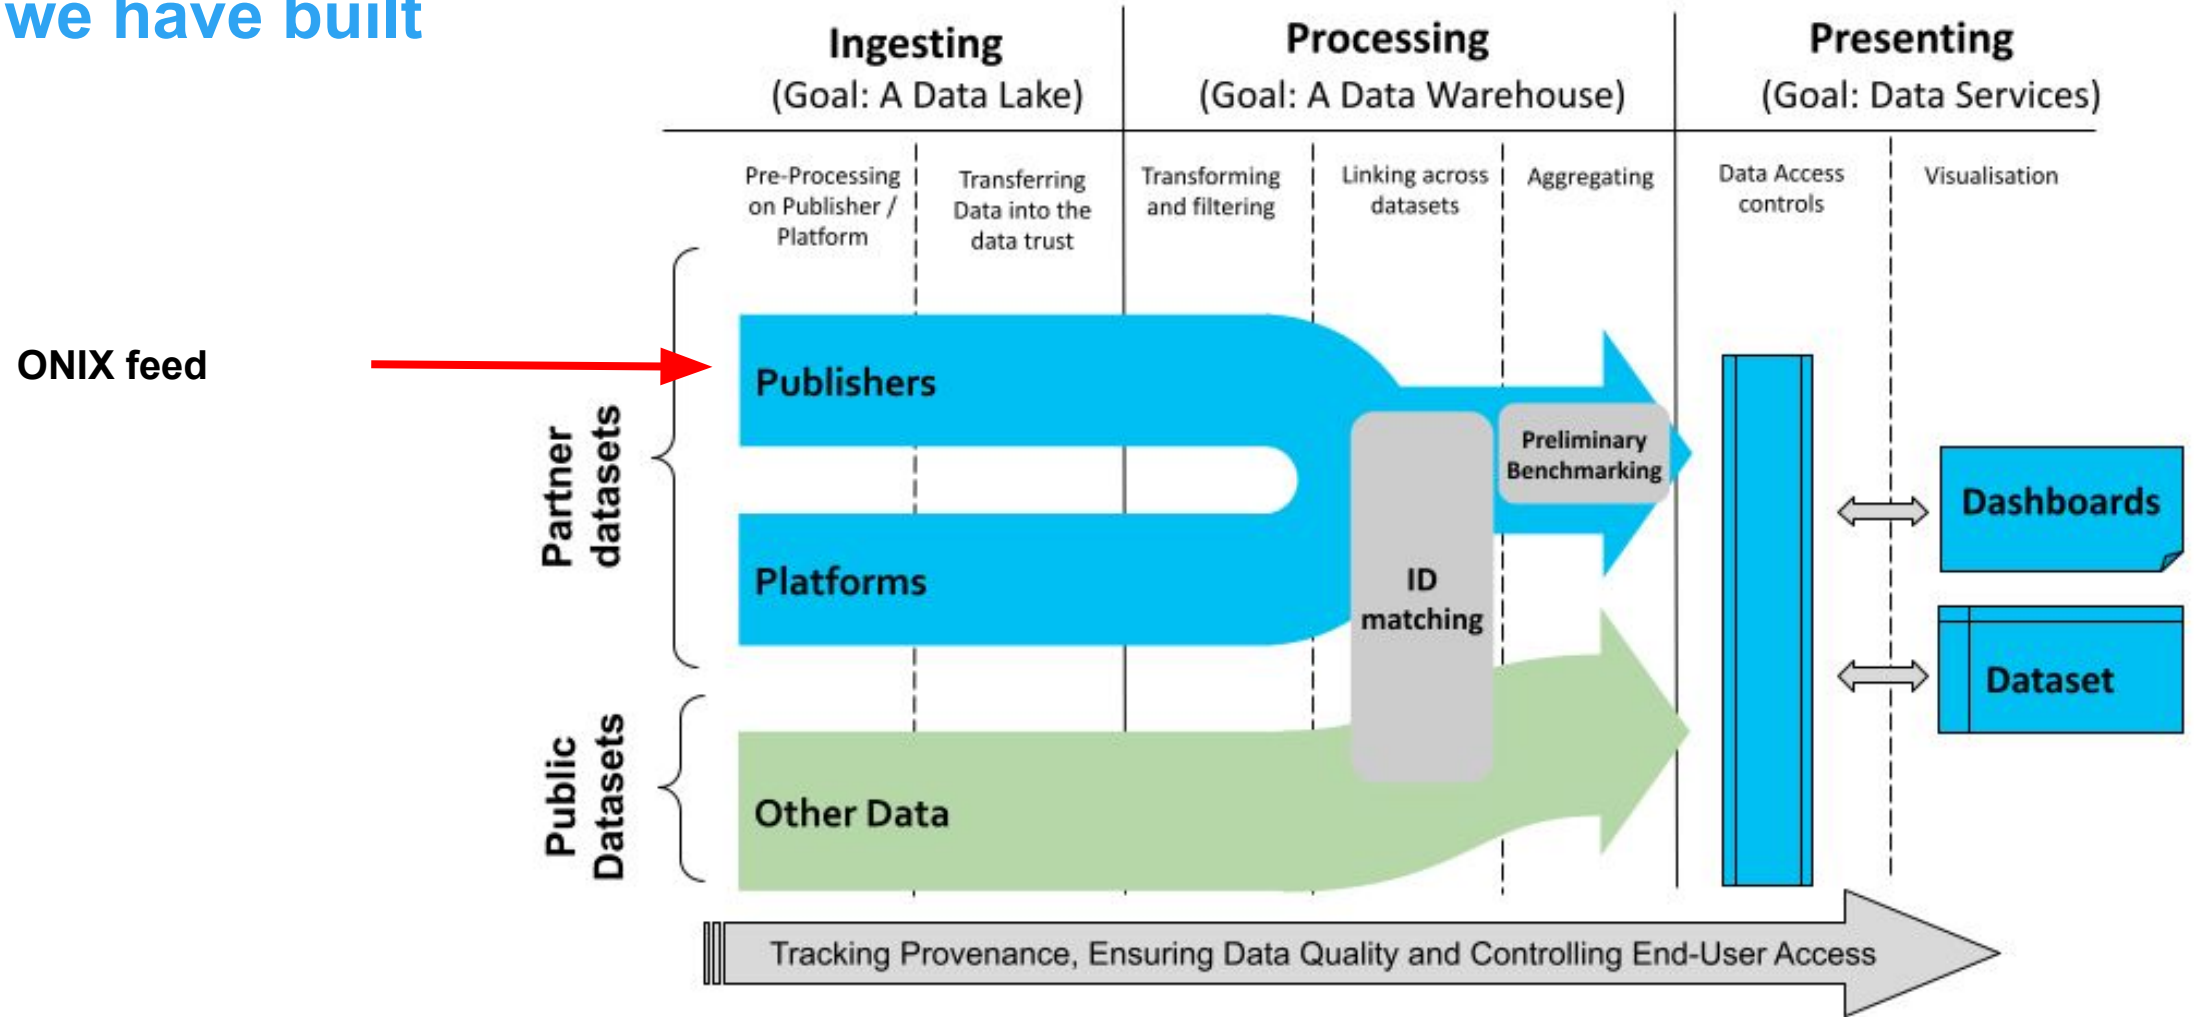 we have built
Ingesting
(Goal: A Data Lake)
Processing
(Goal: A Data Warehouse)
Presenting
(Goal: Data Services)
Pre-Processing
on Publisher /
Platform
Transferring
Data into the
data trust
Transforming
and filtering
Linking across
datasets
Aggregating
Data Access
controls
Visualisation
ONIX feed
Partner
datasets
Publishers
Platforms
ID
matching
Preliminary
Benchmarking
Dashboards
Dataset
Public
Datasets
Other Data
Tracking Provenance, Ensuring Data Quality and Controlling End-User Access